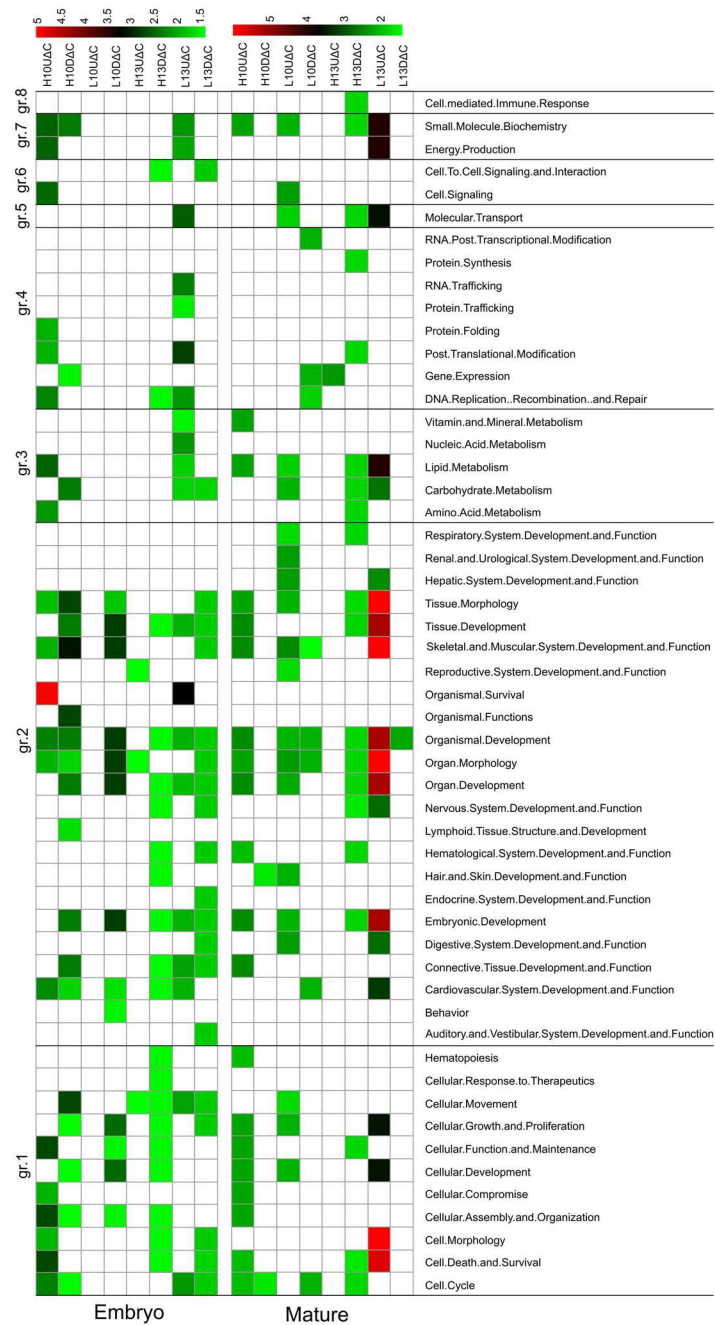 5 4.5 4 3.5 3 2.5 2 1.5
5 4 3 2
H10UΔC H10DΔC L10UΔC L10DΔC H13UΔC H13DΔC L13UΔC L13DΔC
H10UΔC H10DΔC L0UΔC L10DΔC H13UΔC H13DΔC L13UΔC L13DΔC
gr.8
Cell.mediated.Immune.Response
gr.7
Small.Molecule.Biochemistry
Energy.Production
gr.6
Cell.To.Cell.Signaling.and.Interaction
Cell.Signaling
gr.5
Molecular.Transport
gr.4
RNA.Post.Transcriptional.Modification
Protein.Synthesis
RNA.Trafficking
Protein.Trafficking
Protein.Folding
Post.Translational.Modification
Gene.Expression
DNA.Replication..Recombination..and.Repair
gr.3
Vitamin.and.Mineral.Metabolism
Nucleic.Acid.Metabolism
Lipid.Metabolism
Carbohydrate.Metabolism
Amino.Acid.Metabolism
gr.2
Respiratory.System.Development.and.Function
Renal.and.Urological.System.Development.and.Function
Hepatic.System.Development.and.Function
Tissue.Morphology
Tissue.Development
Skeletal.and.Muscular.System.Development.and.Function
Reproductive.System.Development.and.Function
Organismal.Survival
Organismal.Functions
Organismal.Development
Organ.Morphology
Organ.Development
Nervous.System.Development.and.Function
Lymphoid.Tissue.Structure.and.Development
Hematological.System.Development.and.Function
Hair.and.Skin.Development.and.Function
Endocrine.System.Development.and.Function
Embryonic.Development
Digestive.System.Development.and.Function
Connective.Tissue.Development.and.Function
Cardiovascular.System.Development.and.Function
Behavior
Auditory.and.Vestibular.System.Development.and.Function
gr.1
Hematopoiesis
Cellular.Response.to.Therapeutics
Cellular.Movement
Cellular.Growth.and.Proliferation
Cellular.Function.and.Maintenance
Cellular.Development
Cellular.Compromise
Cellular.Assembly.and.Organization
Cell.Morphology
Cell.Death.and.Survival
Cell.Cycle
Embryo Mature